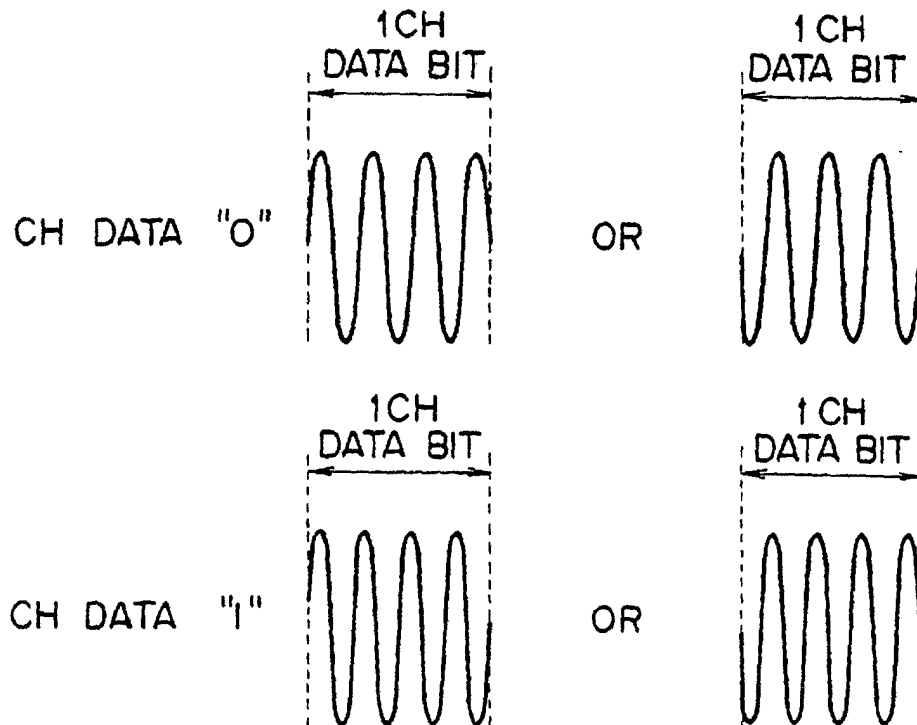 1CH
DATA BIT
1CH
DATA BIT
CH DATA "0"
OR
1CH
DATA BIT
1CH
DATA BIT
CH DATA "1"
OR